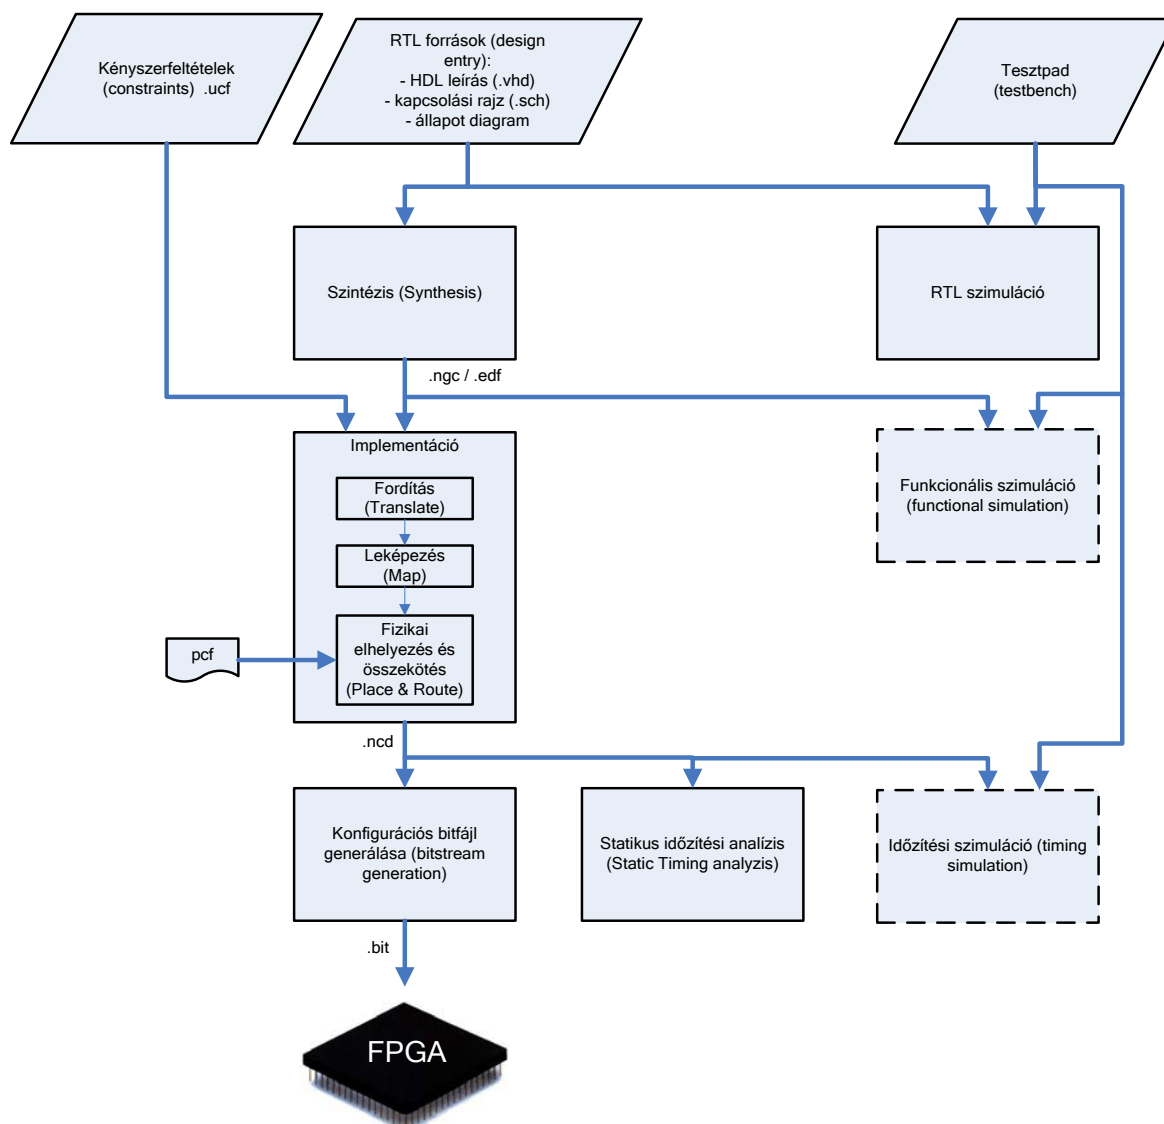 Kényszerfeltételek
(constraints)  .ucf
RTL források (design
entry):
- HDL leírás (.vhd)
- kapcsolási rajz (.sch)
- állapot diagram
Tesztpad
(testbench)
Szintézis (Synthesis)
RTL szimuláció
.ngc / .edf
Implementáció
Fordítás
(Translate)
Leképezés
(Map)
Fizikai
elhelyezés és
összekötés
(Place & Route)
pcf
Funkcionális szimuláció
(functional simulation)
.ncd
Konfigurációs bitfájl
generálása (bitstream
generation)
Statikus időzítési analízis
(Static Timing analyzis)
Időzítési szimuláció (timing
simulation)
.bit
FPGA